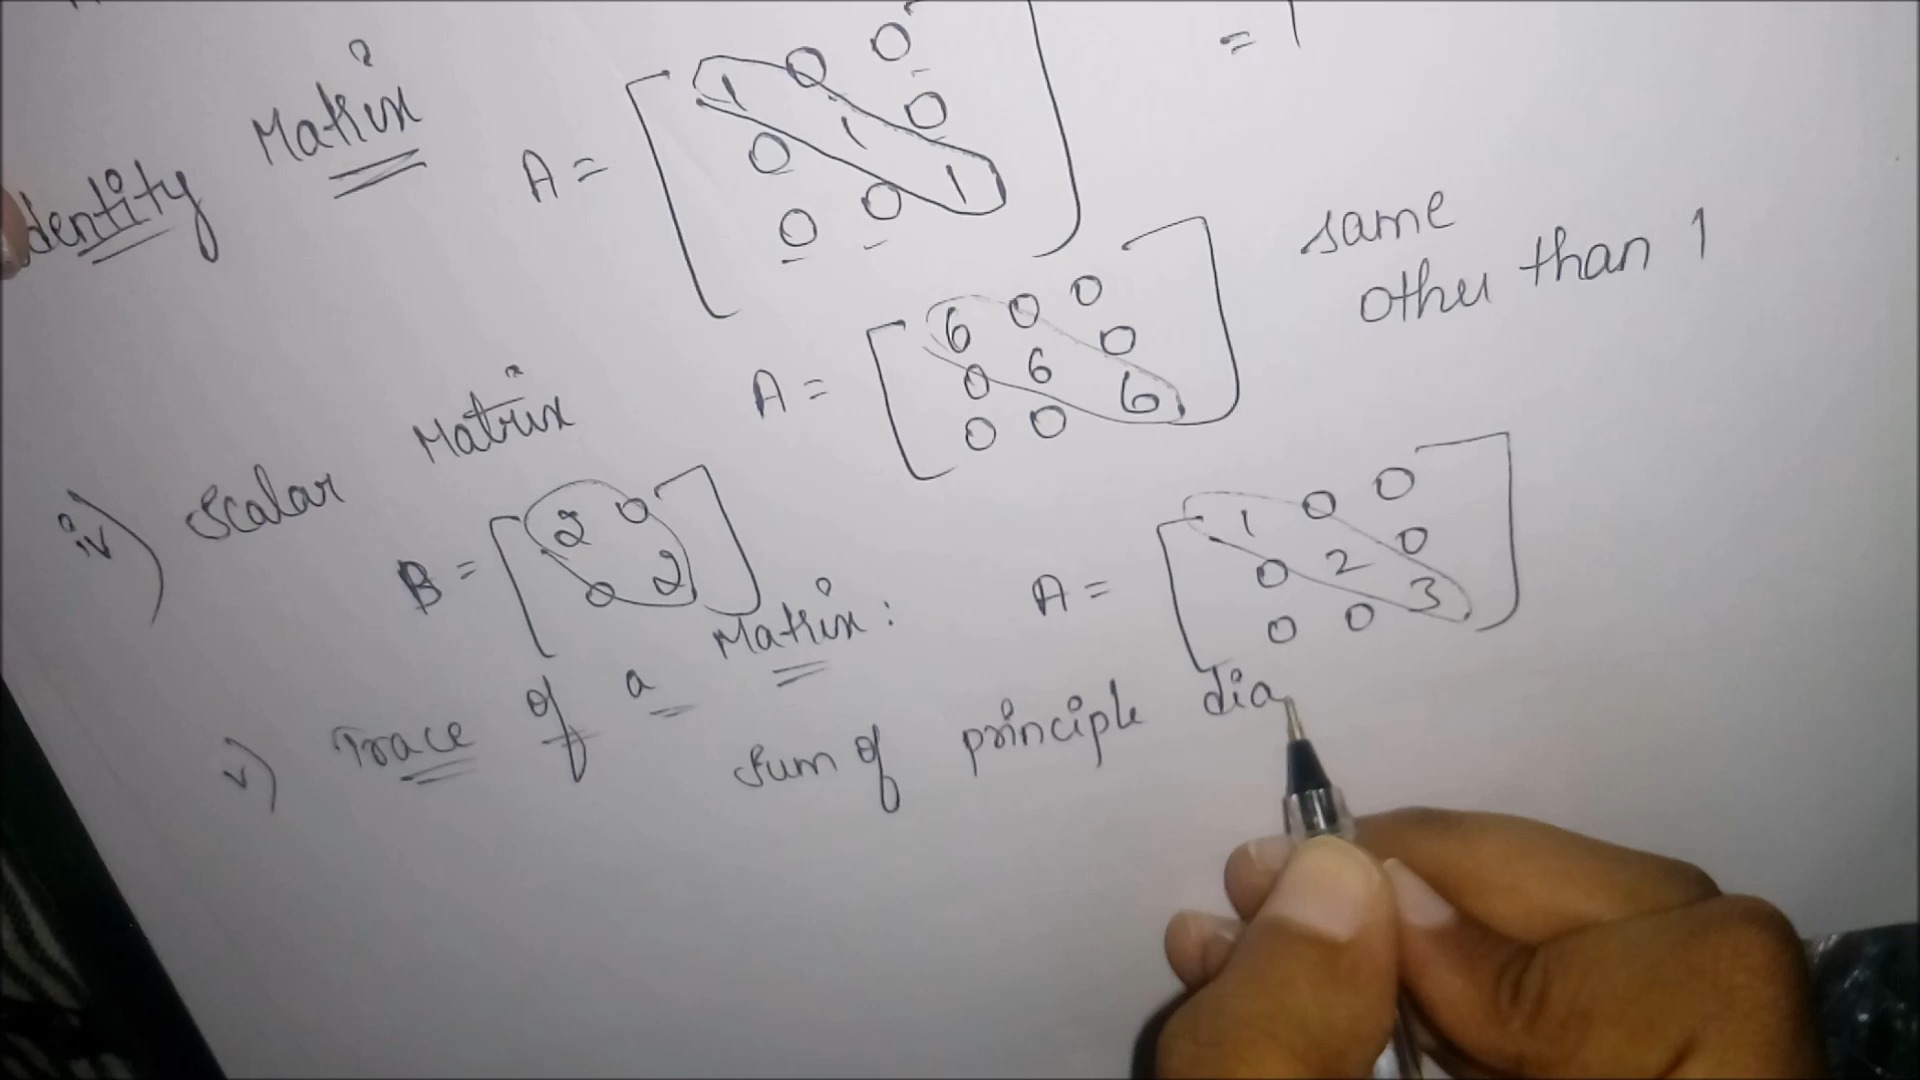 = 1
Identity Matrix A = [1 0 0
0 1 0
0 0 1]
iv) Scalar Matrix A = [6 0 0
0 6 0
0 0 6]
same
other than 1
B = [2 0
0 2]
v) Trace of a Matrix : A = [1 0 0
0 2 0
0 0 3]
Sum of principle dia